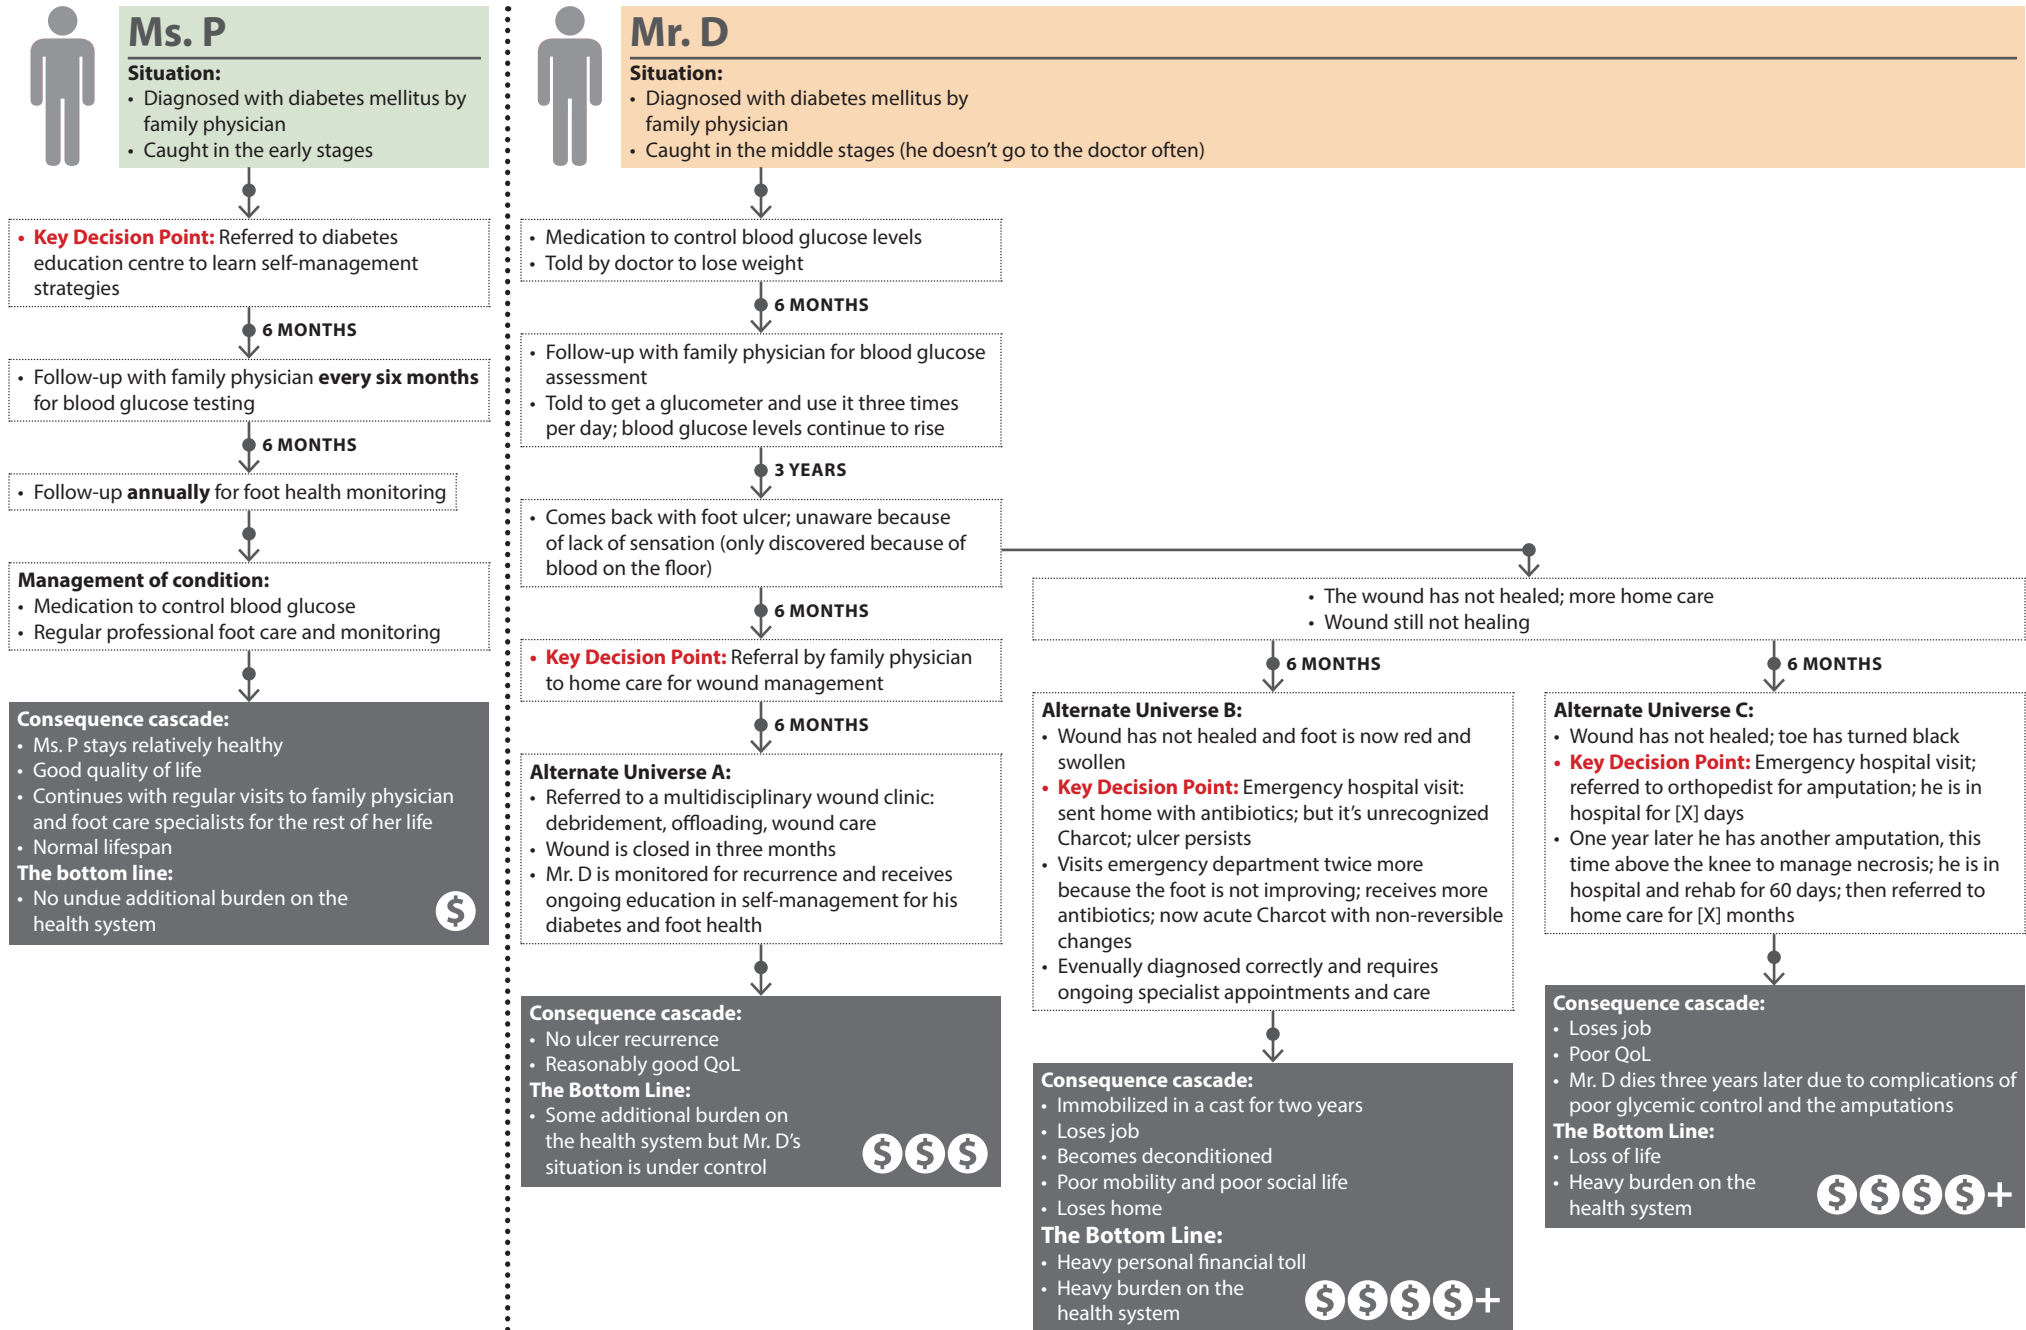 Ms. P
Situation:
• Diagnosed with diabetes mellitus by
family physician
• Caught in the early stages
• Key Decision Point: Referred to diabetes
education centre to learn self-management
strategies
6 MONTHS
• Follow-up with family physician every six months
for blood glucose testing
6 MONTHS
• Follow-up annually for foot health monitoring
Management of condition:
• Medication to control blood glucose
• Regular professional foot care and monitoring
Consequence cascade:
• Ms. P stays relatively healthy
• Good quality of life
• Continues with regular visits to family physician
and foot care specialists for the rest of her life
• Normal lifespan
The bottom line:
• No undue additional burden on the
health system
$
Mr. D
Situation:
• Diagnosed with diabetes mellitus by
family physician
• Caught in the middle stages (he doesn't go to the doctor often)
• Medication to control blood glucose levels
• Told by doctor to lose weight
6 MONTHS
• Follow-up with family physician for blood glucose
assessment
• Told to get a glucometer and use it three times
per day; blood glucose levels continue to rise
3 YEARS
• Comes back with foot ulcer; unaware because
of lack of sensation (only discovered because of
blood on the floor)
6 MONTHS
• Key Decision Point: Referral by family physician
to home care for wound management
6 MONTHS
Alternate Universe A:
• Referred to a multidisciplinary wound clinic:
debridement, offloading, wound care
• Wound is closed in three months
• Mr. D is monitored for recurrence and receives
ongoing education in self-management for his
diabetes and foot health
Consequence cascade:
• No ulcer recurrence
• Reasonably good QoL
The Bottom Line:
• Some additional burden on
the health system but Mr. D's
situation is under control
$$$
• The wound has not healed; more home care
• Wound still not healing
6 MONTHS
Alternate Universe B:
• Wound has not healed and foot is now red and
swollen
• Key Decision Point: Emergency hospital visit:
sent home with antibiotics; but it's unrecognized
Charcot; ulcer persists
• Visits emergency department twice more
because the foot is not improving; receives more
antibiotics; now acute Charcot with non-reversible
changes
• Evenually diagnosed correctly and requires
ongoing specialist appointments and care
Consequence cascade:
• Immobilized in a cast for two years
• Loses job
• Becomes deconditioned
• Poor mobility and poor social life
• Loses home
The Bottom Line:
• Heavy personal financial toll
• Heavy burden on the
health system
$$$$+
6 MONTHS
Alternate Universe C:
• Wound has not healed; toe has turned black
• Key Decision Point: Emergency hospital visit;
referred to orthopedist for amputation; he is in
hospital for [X] days
• One year later he has another amputation, this
time above the knee to manage necrosis; he is in
hospital and rehab for 60 days; then referred to
home care for [X] months
Consequence cascade:
• Loses job
• Poor QoL
• Mr. D dies three years later due to complications of
poor glycemic control and the amputations
The Bottom Line:
• Loss of life
• Heavy burden on the
health system
$$$$+